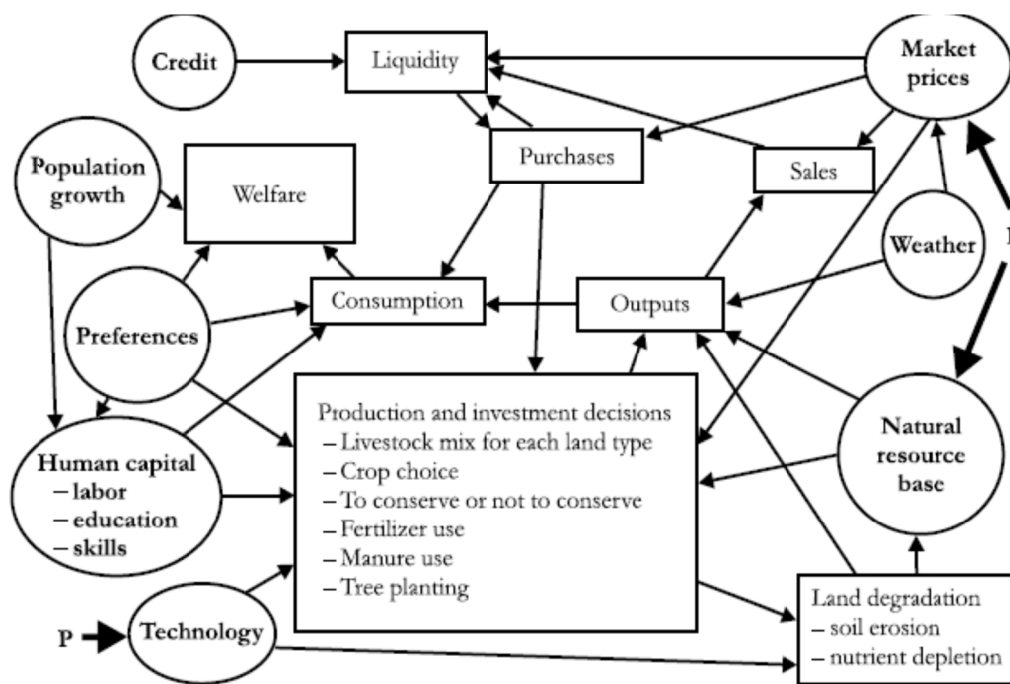 Credit
Liquidity
Market
prices
Population
growth
Welfare
Purchases
Sales
Weather
Preferences
Consumption
Outputs
Production and investment decisions
– Livestock mix for each land type
– Crop choice
– To conserve or not to conserve
– Fertilizer use
– Manure use
– Tree planting
Natural
resource
base
Human capital
– labor
– education
– skills
P
Technology
Land degradation
– soil erosion
– nutrient depletion